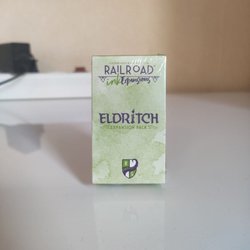 RAILROAD
ink Expansions
ELDRITCH
EXPANSION PACK